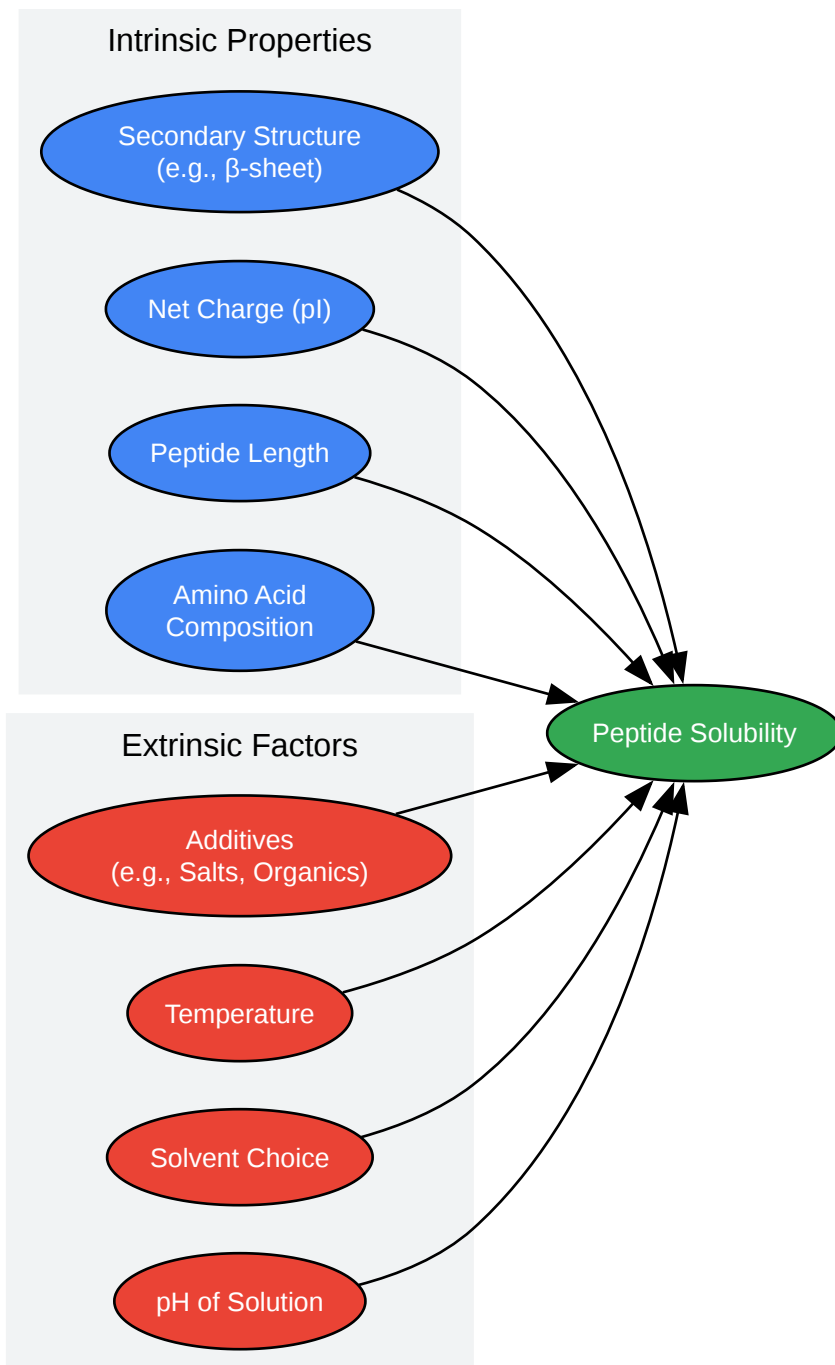 Intrinsic Properties
Secondary Structure
(e.g., β-sheet)
Net Charge (pI)
Peptide Length
Amino Acid
Composition
Peptide Solubility
Extrinsic Factors
Additives
(e.g., Salts, Organics)
Temperature
Solvent Choice
pH of Solution